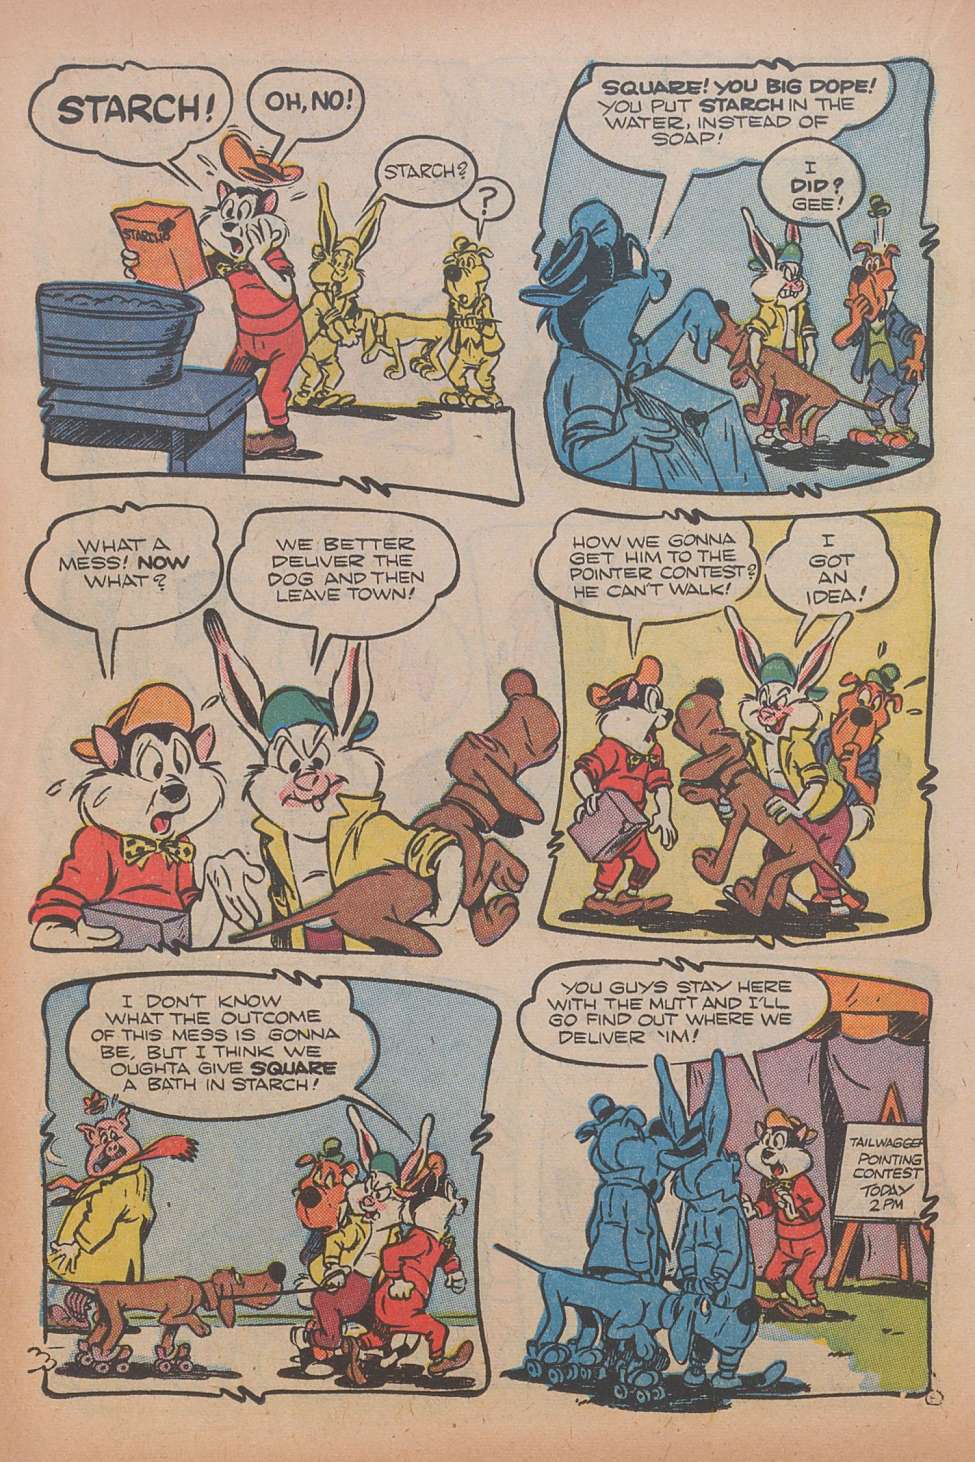 STARCH!
OH, NO!
STARCH?
?
STARCH
SQUARE! YOU BIG DOPE!
YOU PUT STARCH IN THE
WATER, INSTEAD OF
SOAP!
I
DID?
GEE!
WHAT A
MESS! NOW
WHAT?
WE BETTER
DELIVER THE
DOG AND THEN
LEAVE TOWN!
HOW WE GONNA
GET HIM TO THE
POINTER CONTEST?
HE CAN'T WALK!
I
GOT
AN
IDEA!
I DON'T KNOW
WHAT THE OUTCOME
OF THIS MESS IS GONNA
BE, BUT I THINK WE
OUGHTA GIVE SQUARE
A BATH IN STARCH!
YOU GUYS STAY HERE
WITH THE MUTT AND I'LL
GO FIND OUT WHERE WE
DELIVER 'IM!
TAILWAGGER
POINTING
CONTEST
TODAY
2 PM